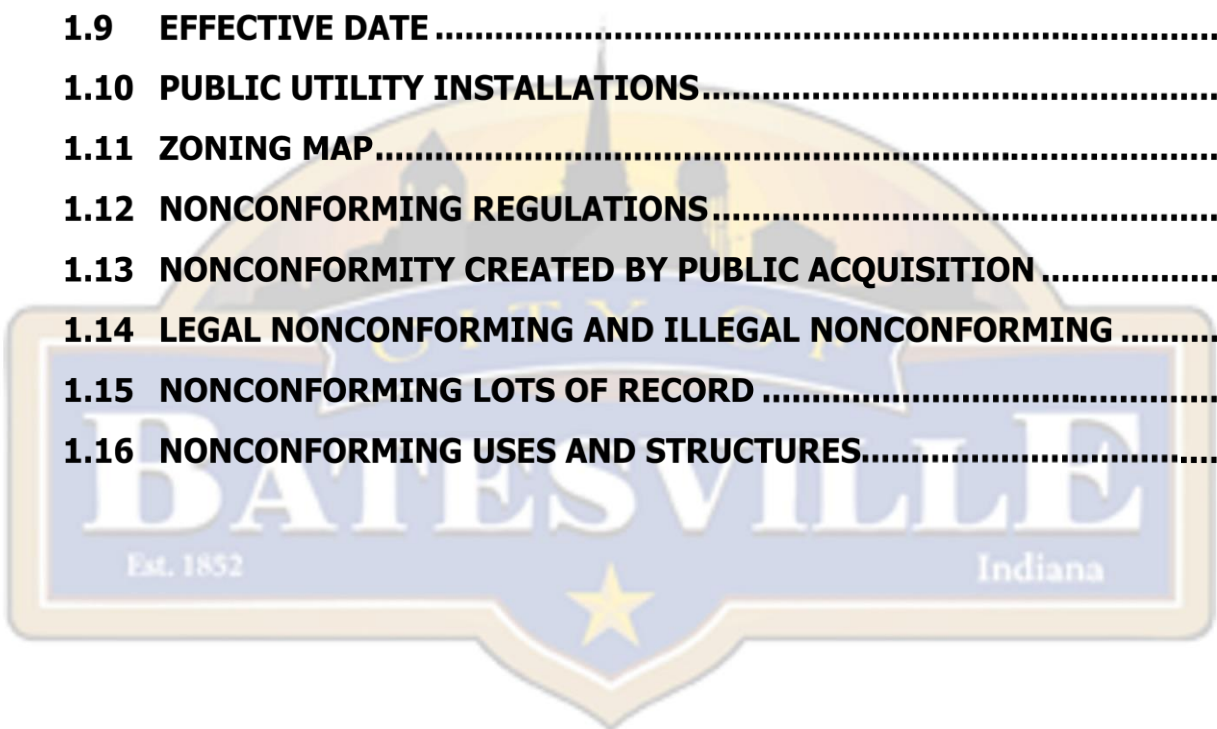 1.9 EFFECTIVE DATE
1.10 PUBLIC UTILITY INSTALLATIONS
1.11 ZONING MAP
1.12 NONCONFORMING REGULATIONS
1.13 NONCONFORMITY CREATED BY PUBLIC ACQUISITION
CITY OF
1.14 LEGAL NONCONFORMING AND ILLEGAL NONCONFORMING
1.15 NONCONFORMING LOTS OF RECORD
1.16 NONCONFORMING USES AND STRUCTURES
BATESVILLE
Est. 1852 Indiana